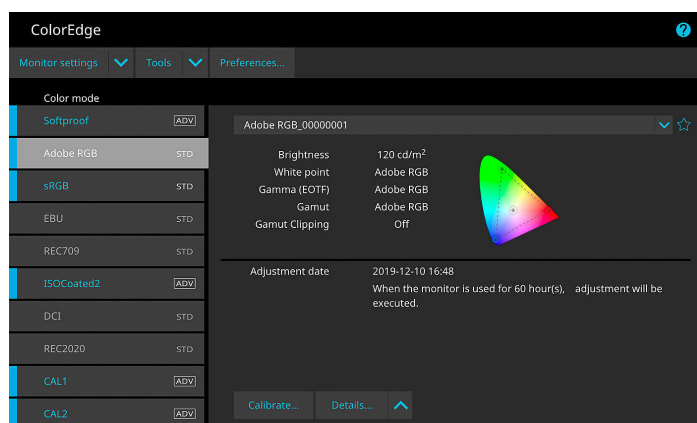 ColorEdge
?
Monitor settings Tools Preferences...
Color mode
Softproof ADV
Adobe RGB STD
sRGB STD
EBU STD
REC709 STD
ISOCoated2 ADV
DCI STD
REC2020 STD
CAL1 ADV
CAL2 ADV
Adobe RGB_00000001
Brightness 120 cd/m²
White point Adobe RGB
Gamma (EOTF) Adobe RGB
Gamut Adobe RGB
Gamut Clipping Off
Adjustment date 2019-12-10 16:48
When the monitor is used for 60 hour(s), adjustment will be
executed.
Calibrate... Details...